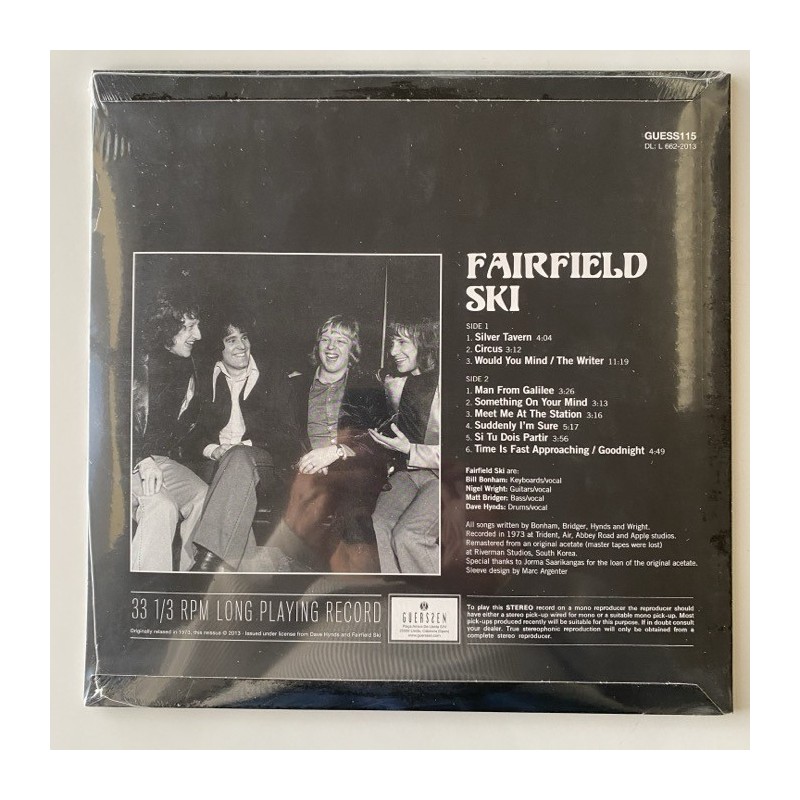 GUESS115
DL: L 662-2013
FAIRFIELD
SKI
SIDE 1
1. Silver Tavern 4:04
2. Circus 3:12
3. Would You Mind / The Writer 11:19
SIDE 2
1. Man From Galilee 3:26
2. Something On Your Mind 3:13
3. Meet Me At The Station 3:16
4. Suddenly I'm Sure 5:17
5. Si Tu Dois Partir 3:56
6. Time Is Fast Approaching / Goodnight 4:49
Fairfield Ski are:
Bill Bonham: Keyboards/vocal
Nigel Wright: Guitars/vocal
Matt Bridger: Bass/vocal
Dave Hynds: Drums/vocal
All songs written by Bonham, Bridger, Hynds and Wright.
Recorded in 1973 at Trident, Air, Abbey Road and Apple studios.
Remastered from an original acetate (master tapes were lost)
at Riverman Studios, South Korea.
Special thanks to Jorma Saarikangas for the loan of the original acetate.
Sleeve design by Marc Argenter
33 1/3 RPM LONG PLAYING RECORD
Originally relased in 1973, this reissue © 2013 · Issued under license from Dave Hynds and Fairfield Ski
GUERSSEN
www.guerssen.com
To play this STEREO record on a mono reproducer the reproducer should
have either a stereo pick-up wired for mono or a suitable mono pick-up. Most
pick-ups produced recently will be suitable for this purpose. If in doubt consult
your dealer. True stereophonic reproduction will only be obtained from a
complete stereo reproducer.